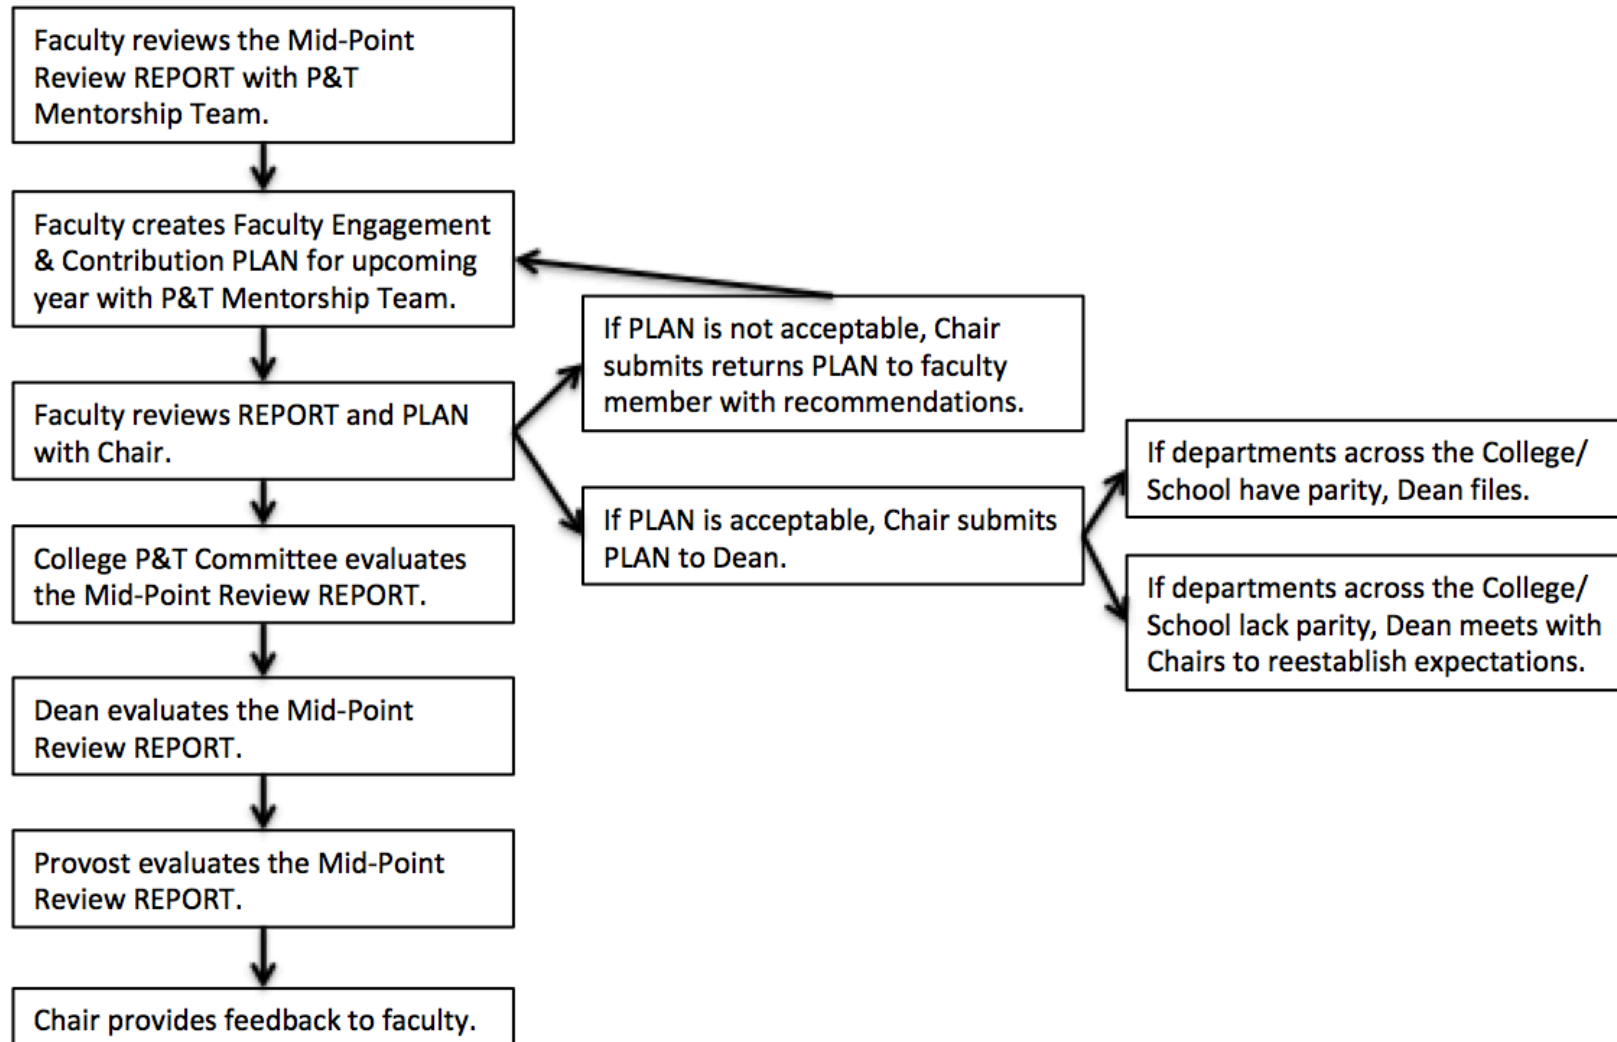 Faculty reviews the Mid-Point
Review REPORT with P&T
Mentorship Team.
Faculty creates Faculty Engagement
& Contribution PLAN for upcoming
year with P&T Mentorship Team.
Faculty reviews REPORT and PLAN
with Chair.
If PLAN is not acceptable, Chair
submits returns PLAN to faculty
member with recommendations.
If PLAN is acceptable, Chair submits
PLAN to Dean.
If departments across the College/
School have parity, Dean files.
If departments across the College/
School lack parity, Dean meets with
Chairs to reestablish expectations.
College P&T Committee evaluates
the Mid-Point Review REPORT.
Dean evaluates the Mid-Point
Review REPORT.
Provost evaluates the Mid-Point
Review REPORT.
Chair provides feedback to faculty.